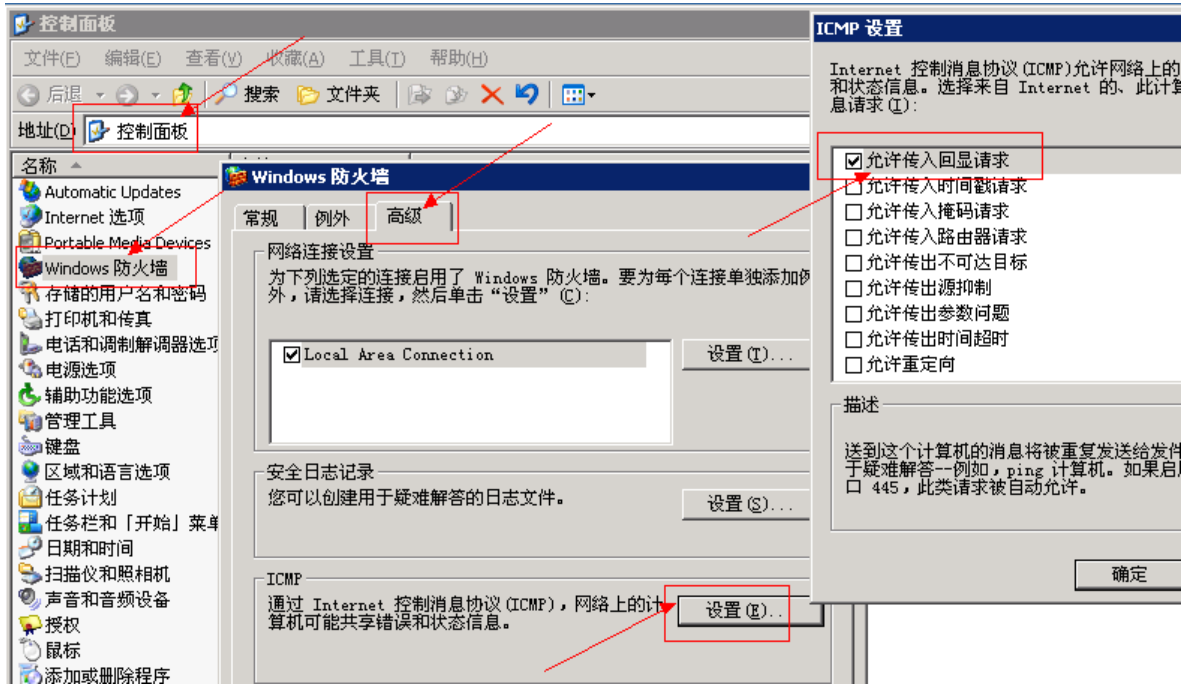 控制面板
文件(F) 编辑(E) 查看(V) 收藏(A) 工具(T) 帮助(H)
后退 搜索 文件夹
地址(D) 控制面板
名称
Automatic Updates
Internet 选项
Portable Media Devices
Windows 防火墙
存储的用户名和密码
打印机和传真
电话和调制解调器选项
电源选项
辅助功能选项
管理工具
键盘
区域和语言选项
任务计划
任务栏和「开始」菜单
日期和时间
扫描仪和照相机
声音和音频设备
授权
鼠标
添加或删除程序
Windows 防火墙
常规 例外 高级
网络连接设置
为下列选定的连接启用了 Windows 防火墙。要为每个连接单独添加例
外，请选择连接，然后单击“设置”(C):
Local Area Connection
设置(T)...
安全日志记录
您可以创建用于疑难解答的日志文件。
设置(S)...
ICMP
通过 Internet 控制消息协议(ICMP)，网络上的计
算机可能共享错误和状态信息。
设置(E)..
ICMP 设置
Internet 控制消息协议(ICMP)允许网络上的
和状态信息。选择来自 Internet 的、此计算
息请求(I):
允许传入回显请求
允许传入时间戳请求
允许传入掩码请求
允许传入路由器请求
允许传出不可达目标
允许传出源抑制
允许传出参数问题
允许传出时间超时
允许重定向
描述
送到这个计算机的消息将被重复发送给发件
于疑难解答--例如，ping 计算机。如果启用
口 445，此类请求被自动允许。
确定